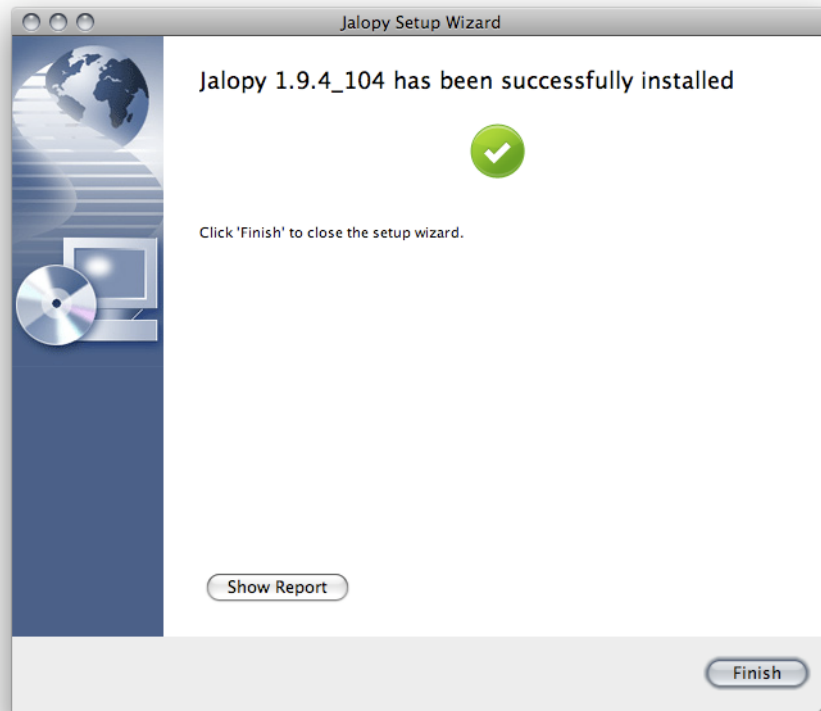 Jalopy Setup Wizard
Jalopy 1.9.4_104 has been successfully installed
Click 'Finish' to close the setup wizard.
Show Report
Finish